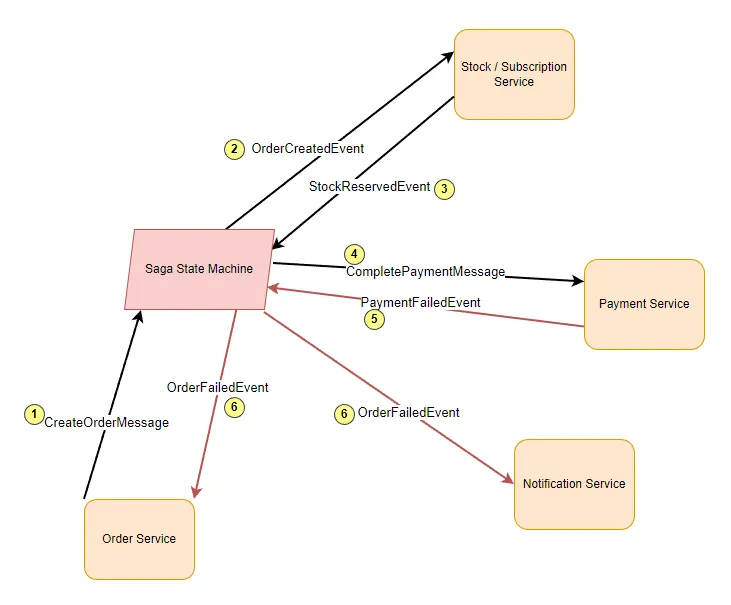 Stock / Subscription
Service
2
OrderCreatedEvent
StockReservedEvent
3
4
Saga State Machine
CompletePaymentMessage
PaymentFailedEvent
Payment Service
5
OrderFailedEvent
6
1
CreateOrderMessage
6
OrderFailedEvent
Notification Service
Order Service